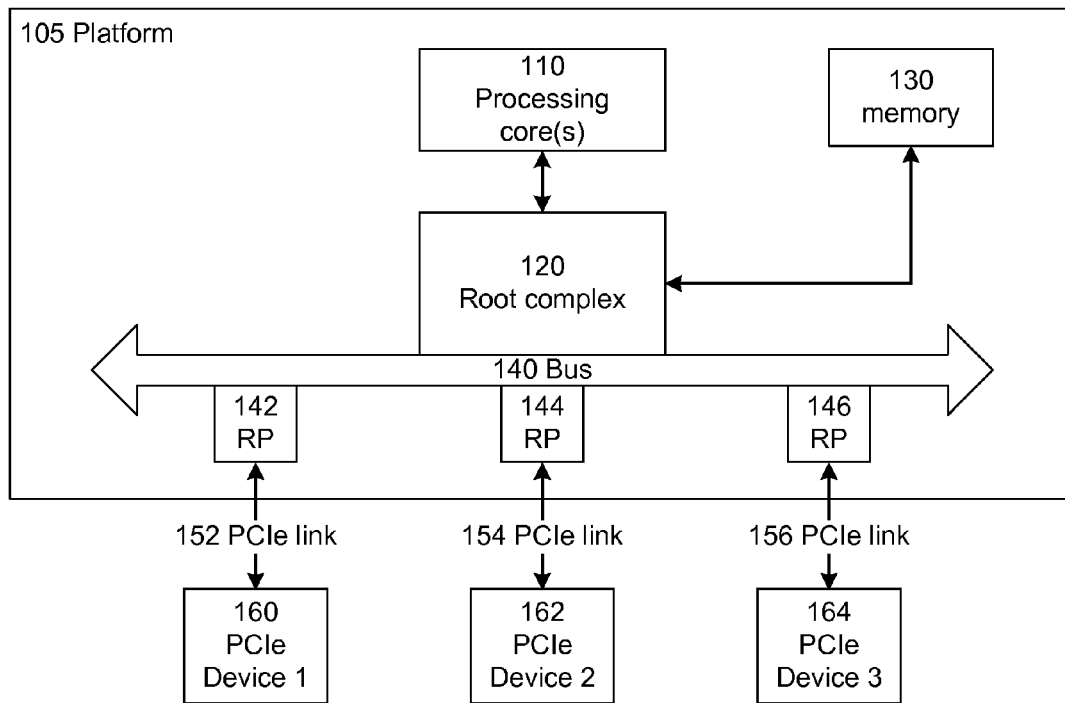 105 Platform
110
Processing
core(s)
130
memory
120
Root complex
140 Bus
142
RP
144
RP
146
RP
152 PCIe link
154 PCIe link
156 PCIe link
160
PCIe
Device 1
162
PCIe
Device 2
164
PCIe
Device 3